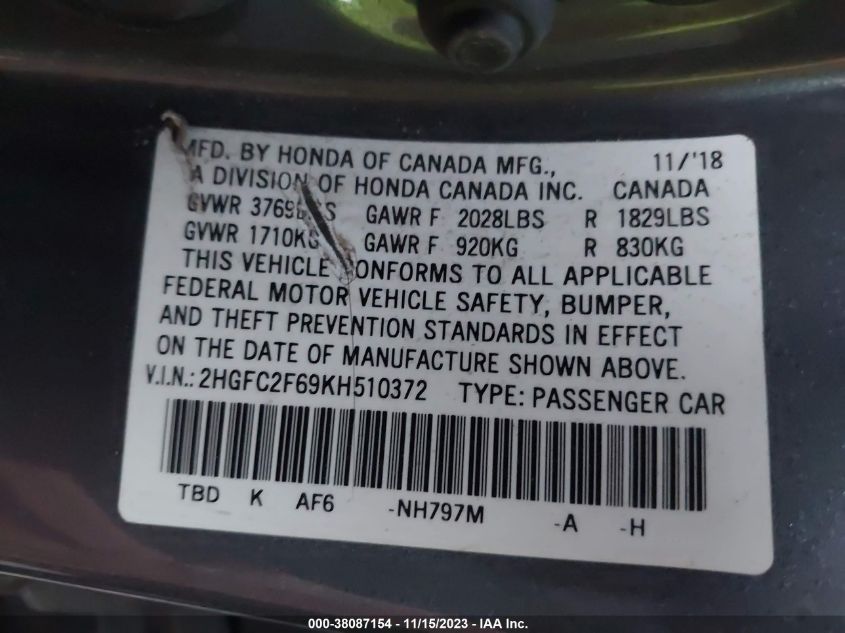 MFD. BY HONDA OF CANADA MFG., 11/'18
A DIVISION OF HONDA CANADA INC. CANADA
GVWR 3769LBS GAWR F 2028LBS R 1829LBS
GVWR 1710KG GAWR F 920KG R 830KG
THIS VEHICLE CONFORMS TO ALL APPLICABLE
FEDERAL MOTOR VEHICLE SAFETY, BUMPER,
AND THEFT PREVENTION STANDARDS IN EFFECT
ON THE DATE OF MANUFACTURE SHOWN ABOVE.
V.I.N.: 2HGFC2F69KH510372 TYPE: PASSENGER CAR
TBD K AF6 -NH797M -A -H
000-38087154 - 11/15/2023 - IAA Inc.